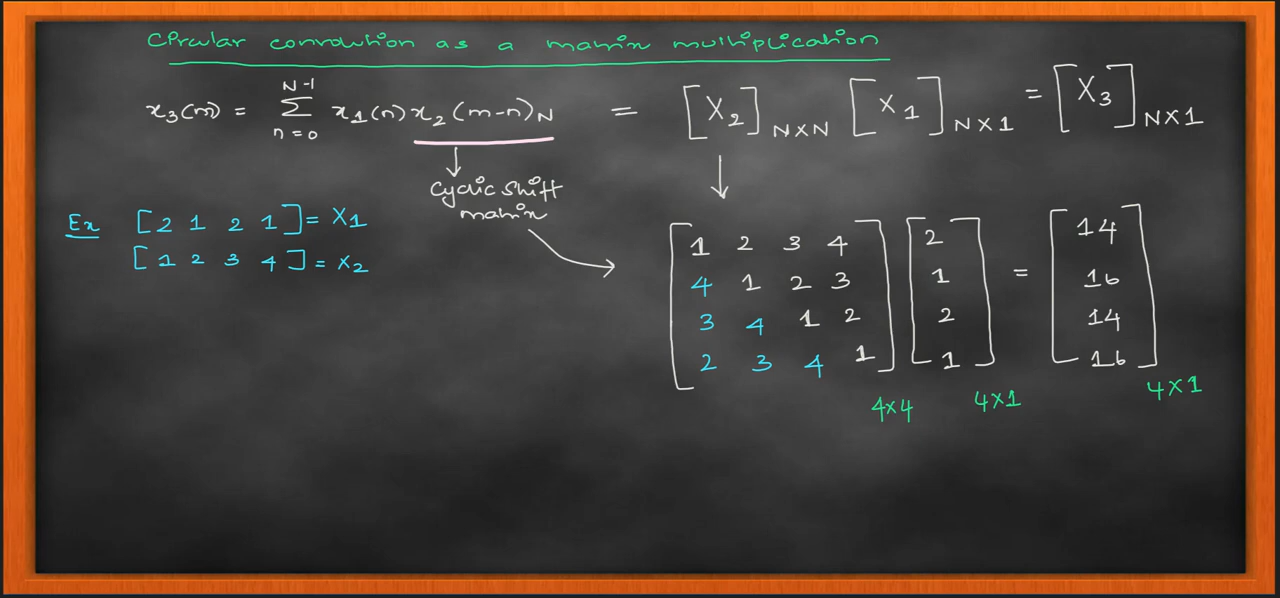 Circular convolution as a matrix multiplication
x3(m) = N-1 Σ n=0 x1(n) x2(m-n)N = [X2]N×N [X1]N×1 = [X3]N×1
cyclic shift
matrix
Ex [2 1 2 1] = X1
[1 2 3 4] = X2
[1 2 3 4] [2] [14]
[4 1 2 3] [1] = [16]
[3 4 1 2] [2] [14]
[2 3 4 1] [1] [16]
4×4 4×1 4×1